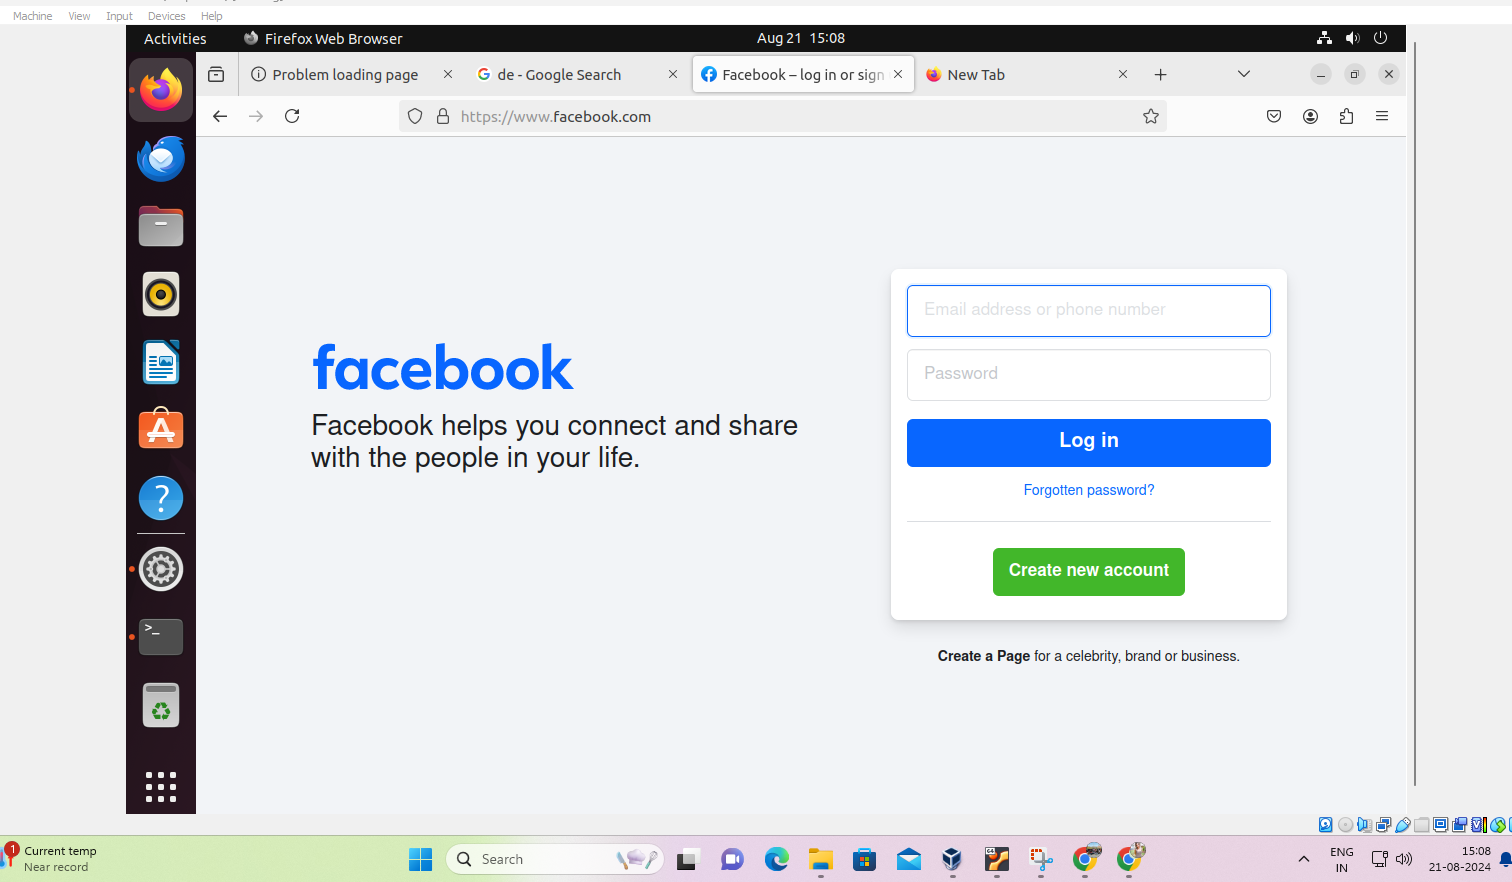 Machine View Input Devices Help
Activities Firefox Web Browser Aug 21 15:08
Problem loading page de - Google Search Facebook – log in or sign New Tab
https://www.facebook.com
Email address or phone number
Password
facebook
Facebook helps you connect and share
with the people in your life.
Log in
Forgotten password?
Create new account
Create a Page for a celebrity, brand or business.
1
Current temp
Near record
Search
64
ENG
IN
15:08
21-08-2024